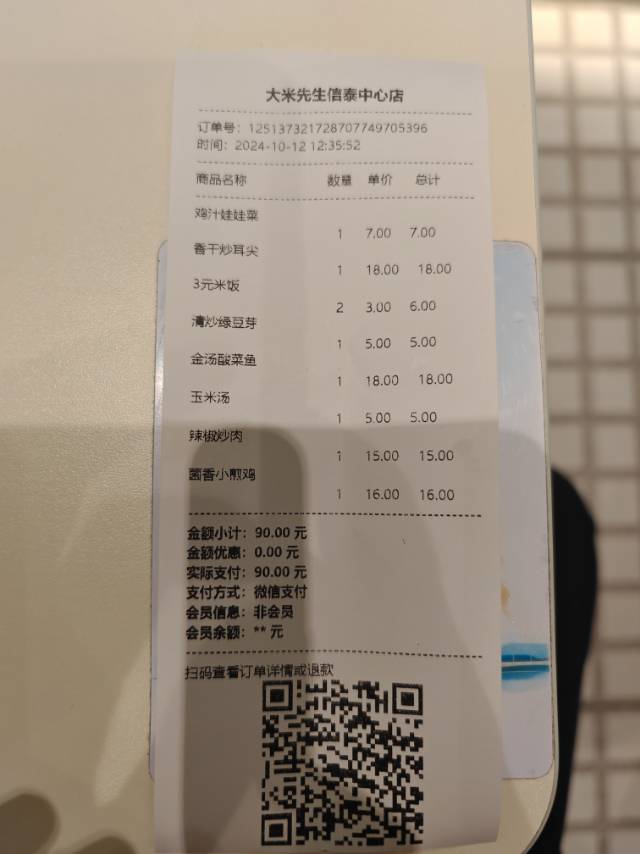 大米先生信泰中心店
订单号：1251373217287077497053​96
时间：2024-10-12 12:35:52
商品名称 数量 单价 总计
鸡汁娃娃菜
1 7.00 7.00
香干炒耳尖
1 18.00 18.00
3元米饭
2 3.00 6.00
清炒绿豆芽
1 5.00 5.00
金汤酸菜鱼
1 18.00 18.00
玉米汤
1 5.00 5.00
辣椒炒肉
1 15.00 15.00
茴香小煎鸡
1 16.00 16.00
金额小计：90.00 元
金额优惠：0.00 元
实际支付：90.00 元
支付方式：微信支付
会员信息：非会员
会员余额：** 元
扫码查看订单详情或退款